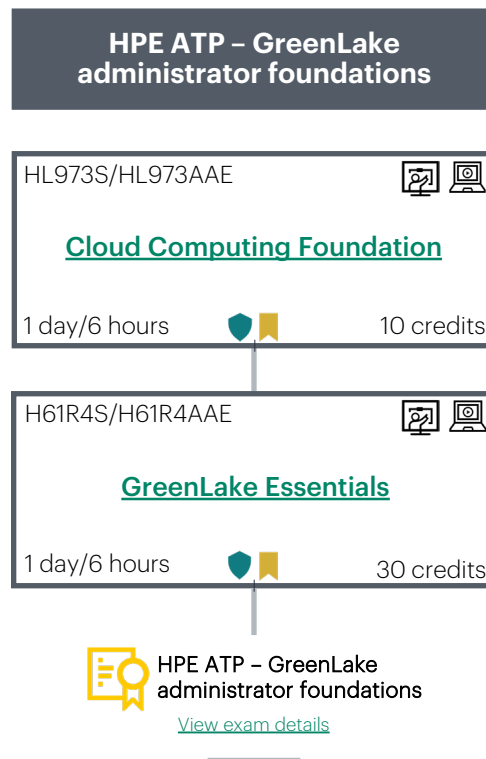 HPE ATP – GreenLake
administrator foundations
HL973S/HL973AAE
Cloud Computing Foundation
1 day/6 hours
10 credits
H61R4S/H61R4AAE
GreenLake Essentials
1 day/6 hours
30 credits
HPE ATP – GreenLake
administrator foundations
View exam details